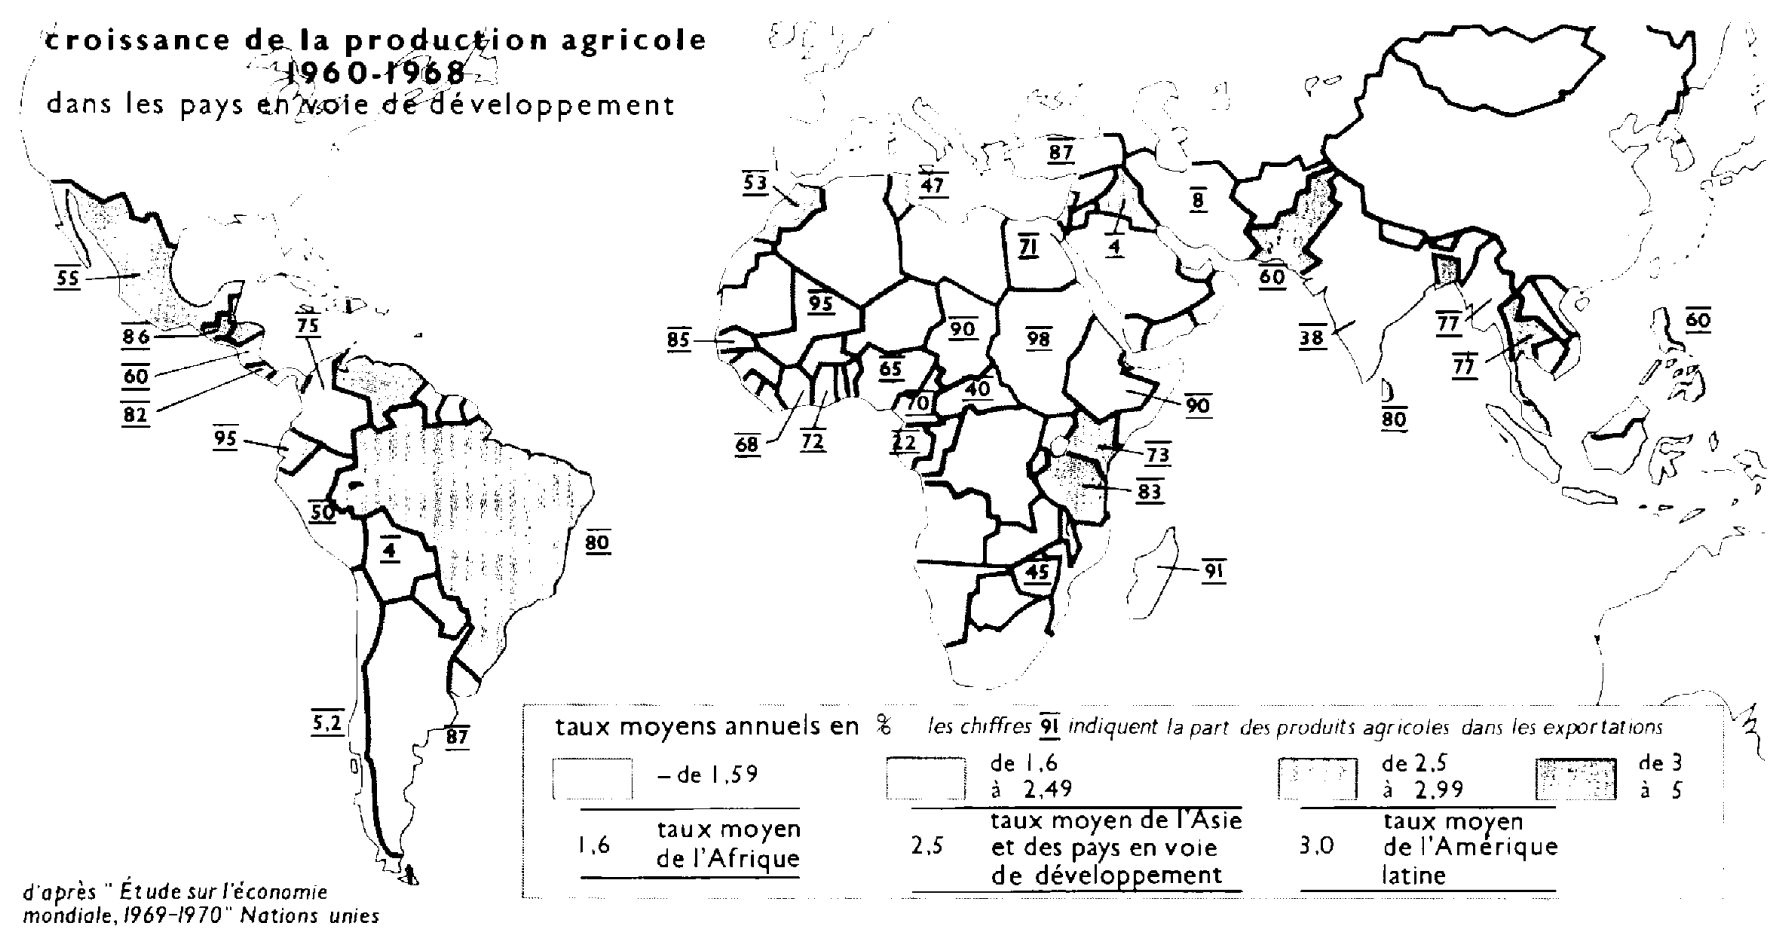 croissance de la production agricole
1960-1968
dans les pays en voie de développement
87
53
47
8
71
4
55
60
95
75
90
98
86
85
38
77
60
65
60
77
40
82
70
90
80
95
68
72
22
73
83
50
80
4
45
91
5,2
87
taux moyens annuels en % les chiffres 91 indiquent la part des produits agricoles dans les exportations
– de 1,59
de 1,6
à 2,49
de 2,5
à 2,99
de 3
à 5
1,6 taux moyen
de l'Afrique
2,5 taux moyen de l'Asie
et des pays en voie
de développement
3,0 taux moyen
de l'Amérique
latine
d'après " Étude sur l'économie
mondiale, 1969-1970" Nations unies